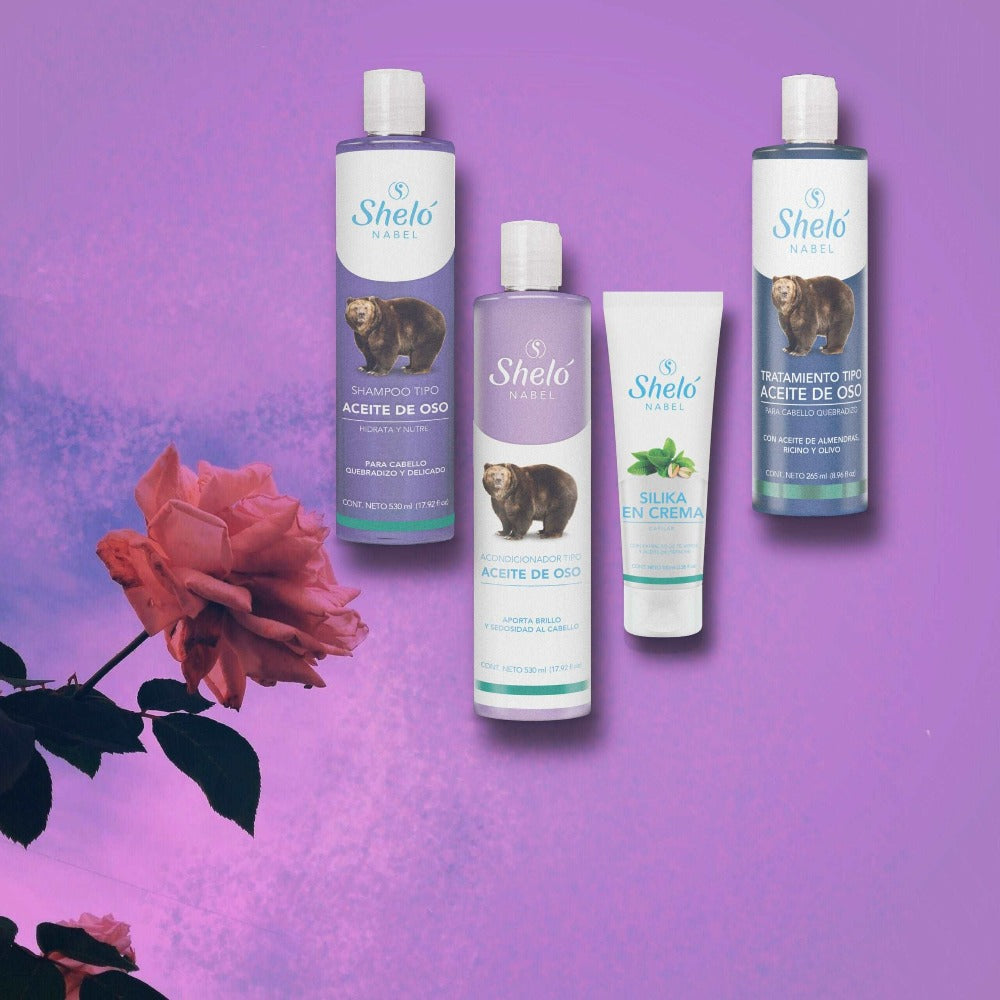 Sheló
NABEL
SHAMPOO TIPO
ACEITE DE OSO
HIDRATA Y NUTRE
PARA CABELLO
QUEBRADIZO Y DELICADO
CONT. NETO 530 ml (17.92 fl oz)
Sheló
NABEL
ACONDICIONADOR TIPO
ACEITE DE OSO
APORTA BRILLO
Y SEDOSIDAD AL CABELLO
CONT. NETO 530 ml (17.92 fl oz)
Sheló
NABEL
SILIKA
EN CREMA
CAPILAR
CONT. NETO
Sheló
NABEL
TRATAMIENTO TIPO
ACEITE DE OSO
PARA CABELLO QUEBRADIZO
CON ACEITE DE ALMENDRAS,
RICINO Y OLIVO
CONT. NETO 265 ml (8.96 fl oz)